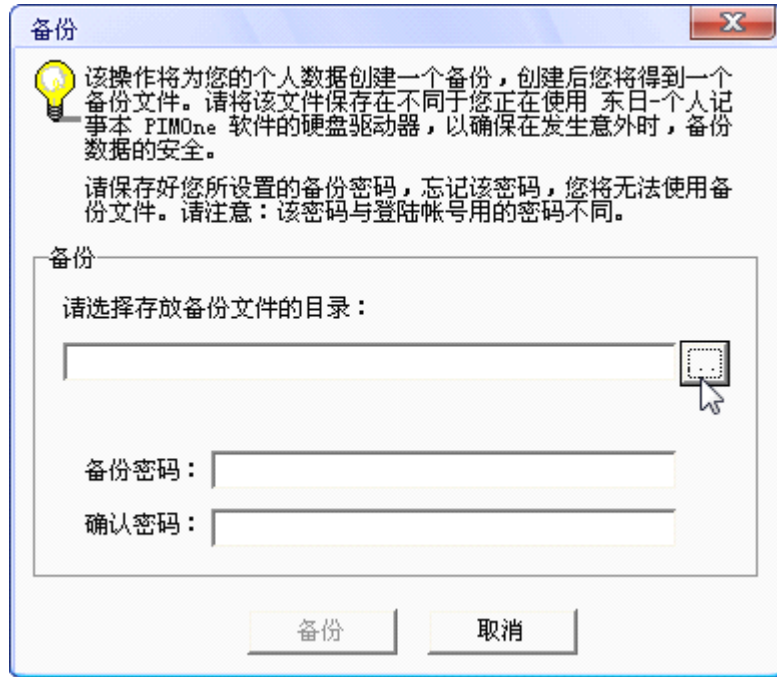 备份
该操作将为您的个人数据创建一个备份，创建后您将得到一个
备份文件。请将该文件保存在不同于您正在使用 东日-个人记
事本 PIMOne 软件的硬盘驱动器，以确保在发生意外时，备份
数据的安全。
请保存好您所设置的备份密码，忘记该密码，您将无法使用备
份文件。请注意：该密码与登陆帐号用的密码不同。
备份
请选择存放备份文件的目录：
..
备份密码：
确认密码：
备份 取消